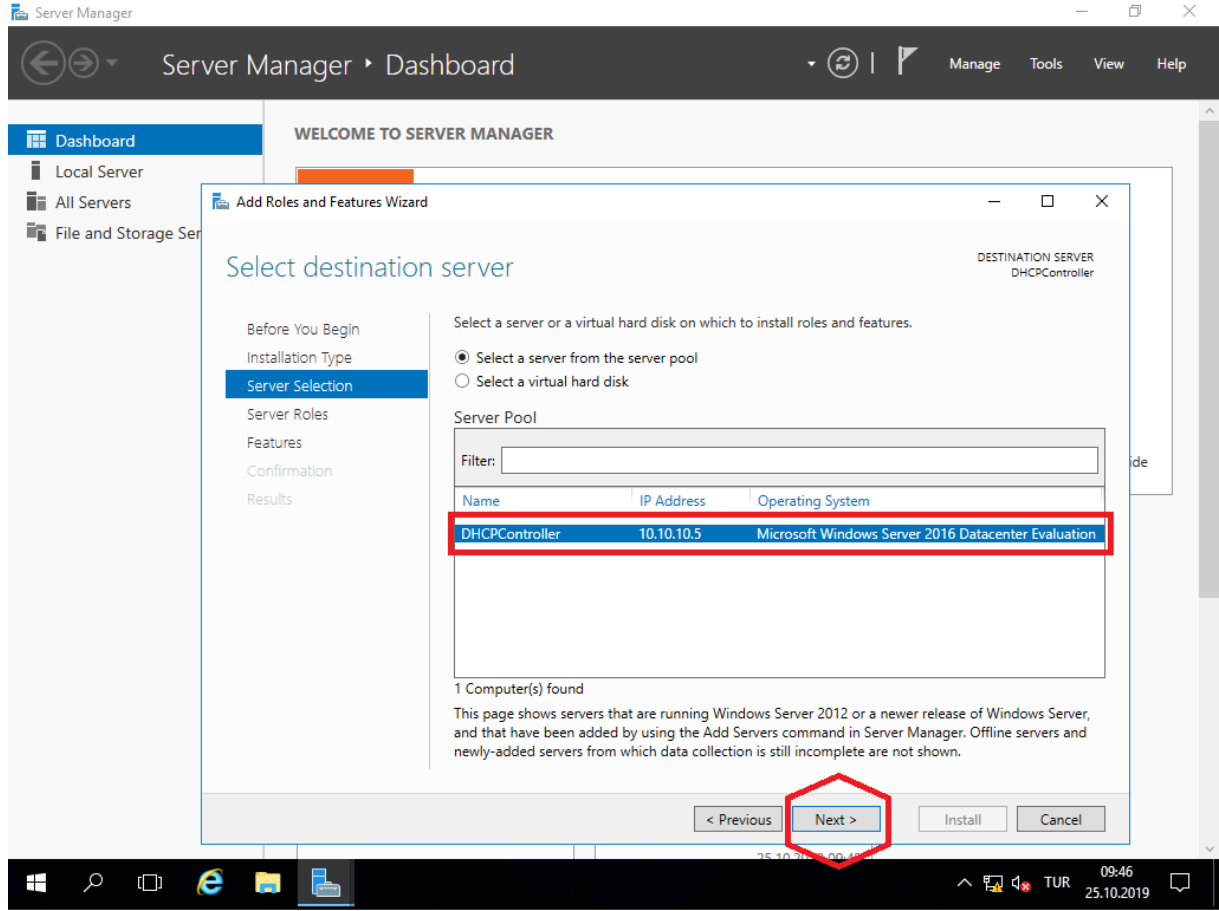 Server Manager
Server Manager ‣ Dashboard
Manage Tools View Help
Dashboard
Local Server
All Servers
File and Storage Ser
WELCOME TO SERVER MANAGER
Add Roles and Features Wizard
Select destination server
DESTINATION SERVER
DHCPController
Before You Begin
Installation Type
Server Selection
Server Roles
Features
Confirmation
Results
Select a server or a virtual hard disk on which to install roles and features.
Select a server from the server pool
Select a virtual hard disk
Server Pool
Filter:
Name IP Address Operating System
DHCPController 10.10.10.5 Microsoft Windows Server 2016 Datacenter Evaluation
1 Computer(s) found
This page shows servers that are running Windows Server 2012 or a newer release of Windows Server,
and that have been added by using the Add Servers command in Server Manager. Offline servers and
newly-added servers from which data collection is still incomplete are not shown.
ide
< Previous Next > Install Cancel
TUR
09:46
25.10.2019